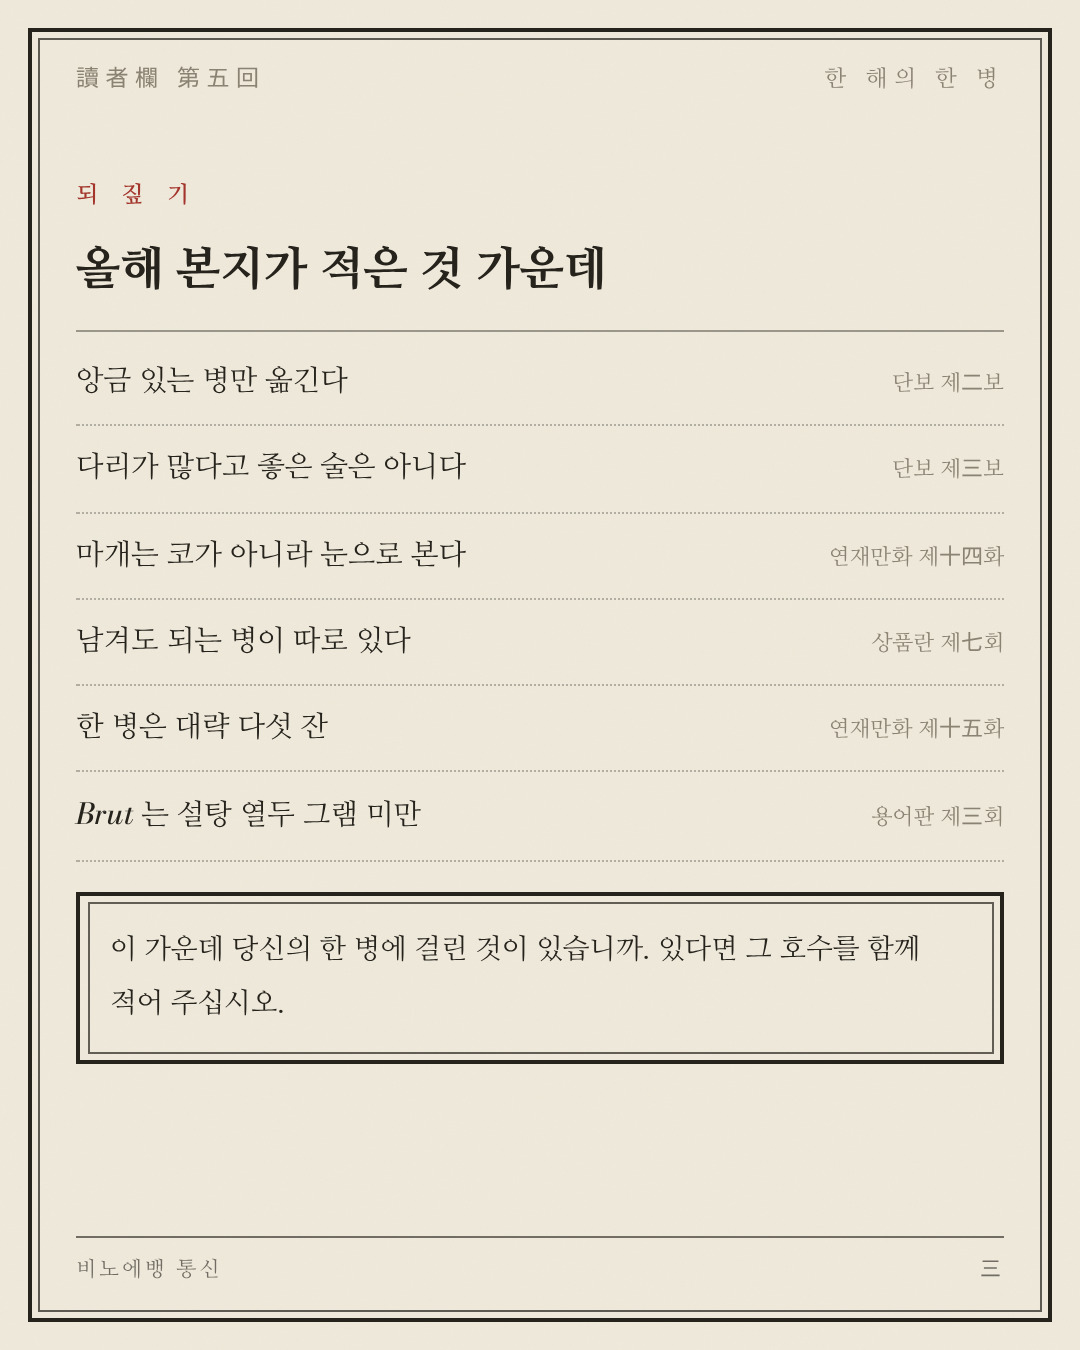 讀者欄 第五回
한 해의 한 병
되짚기
올해 본지가 적은 것 가운데
앙금 있는 병만 옮긴다
단보 제二보
다리가 많다고 좋은 술은 아니다
단보 제三보
마개는 코가 아니라 눈으로 본다
연재만화 제十四화
남겨도 되는 병이 따로 있다
상품란 제七회
한 병은 대략 다섯 잔
연재만화 제十五화
Brut 는 설탕 열두 그램 미만
용어판 제三회
이 가운데 당신의 한 병에 걸린 것이 있습니까. 있다면 그 호수를 함께
적어 주십시오.
비노에뱅 통신
三